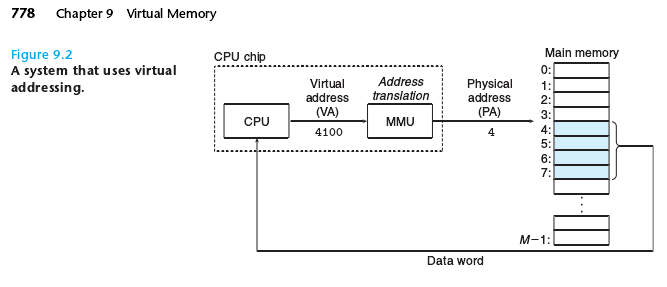 778 Chapter 9 Virtual Memory
Figure 9.2
A system that uses virtual
addressing.
CPU chip
CPU
Virtual
address
(VA)
4100
Address
translation
MMU
Physical
address
(PA)
4
Main memory
0:
1:
2:
3:
4:
5:
6:
7:
⋮
M−1:
Data word